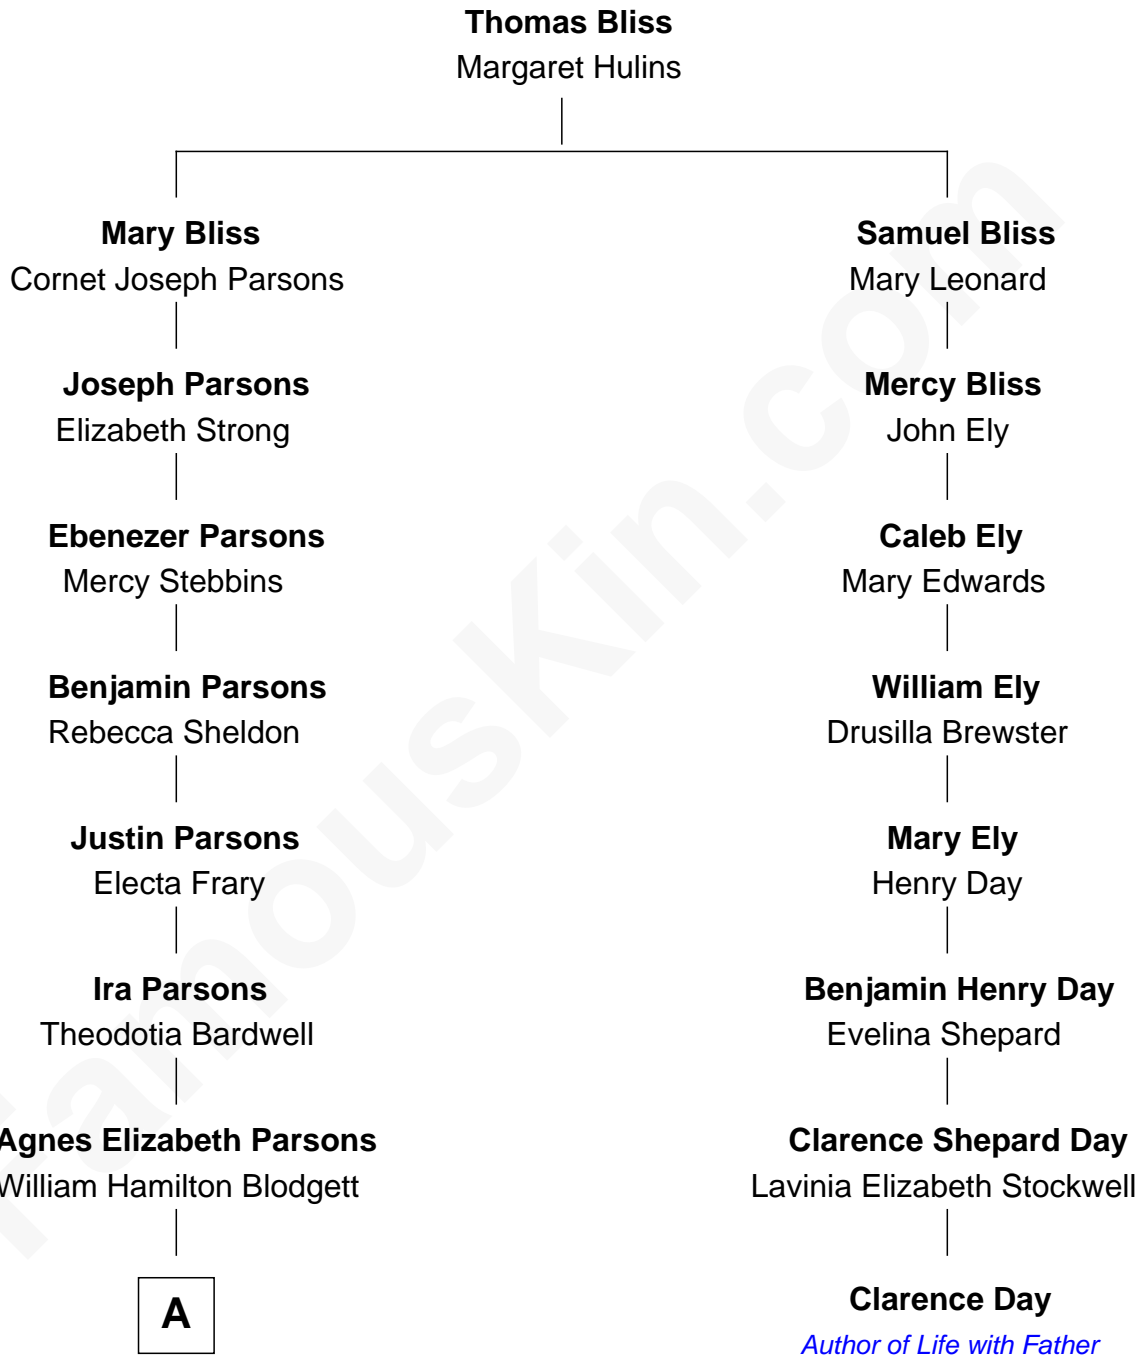 Thomas Bliss
Margaret Hulins
Mary Bliss
Cornet Joseph Parsons
Samuel Bliss
Mary Leonard
Joseph Parsons
Elizabeth Strong
Mercy Bliss
John Ely
Ebenezer Parsons
Mercy Stebbins
Caleb Ely
Mary Edwards
Benjamin Parsons
Rebecca Sheldon
William Ely
Drusilla Brewster
Justin Parsons
Electa Frary
Mary Ely
Henry Day
Ira Parsons
Theodotia Bardwell
Benjamin Henry Day
Evelina Shepard
Agnes Elizabeth Parsons
William Hamilton Blodgett
Clarence Shepard Day
Lavinia Elizabeth Stockwell
A
Clarence Day
Author of Life with Father
FamousKin.com